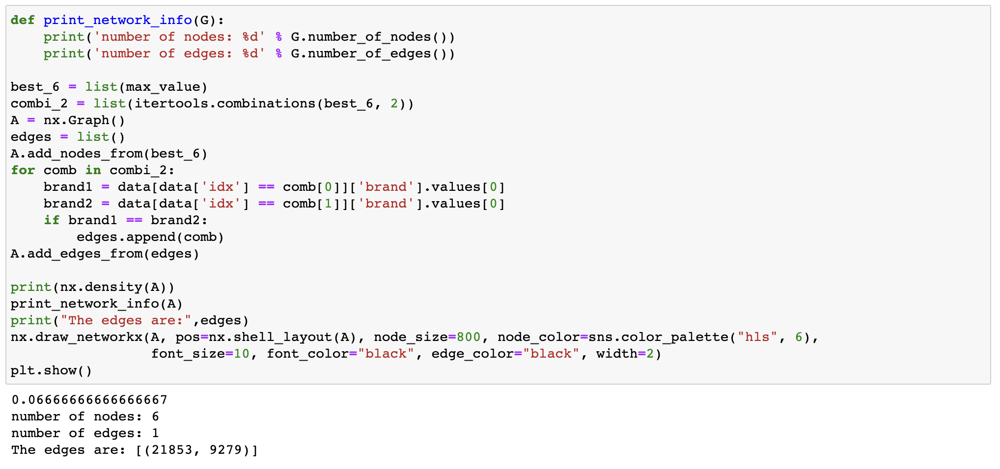 def print_network_info(G):
    print('number of nodes: %d' % G.number_of_nodes())
    print('number of edges: %d' % G.number_of_edges())

best_6 = list(max_value)
combi_2 = list(itertools.combinations(best_6, 2))
A = nx.Graph()
edges = list()
A.add_nodes_from(best_6)
for comb in combi_2:
    brand1 = data[data['idx'] == comb[0]]['brand'].values[0]
    brand2 = data[data['idx'] == comb[1]]['brand'].values[0]
    if brand1 == brand2:
        edges.append(comb)
A.add_edges_from(edges)

print(nx.density(A))
print_network_info(A)
print("The edges are:",edges)
nx.draw_networkx(A, pos=nx.shell_layout(A), node_size=800, node_color=sns.color_palette("hls", 6),
                 font_size=10, font_color="black", edge_color="black", width=2)
plt.show()

0.06666666666666667
number of nodes: 6
number of edges: 1
The edges are: [(21853, 9279)]